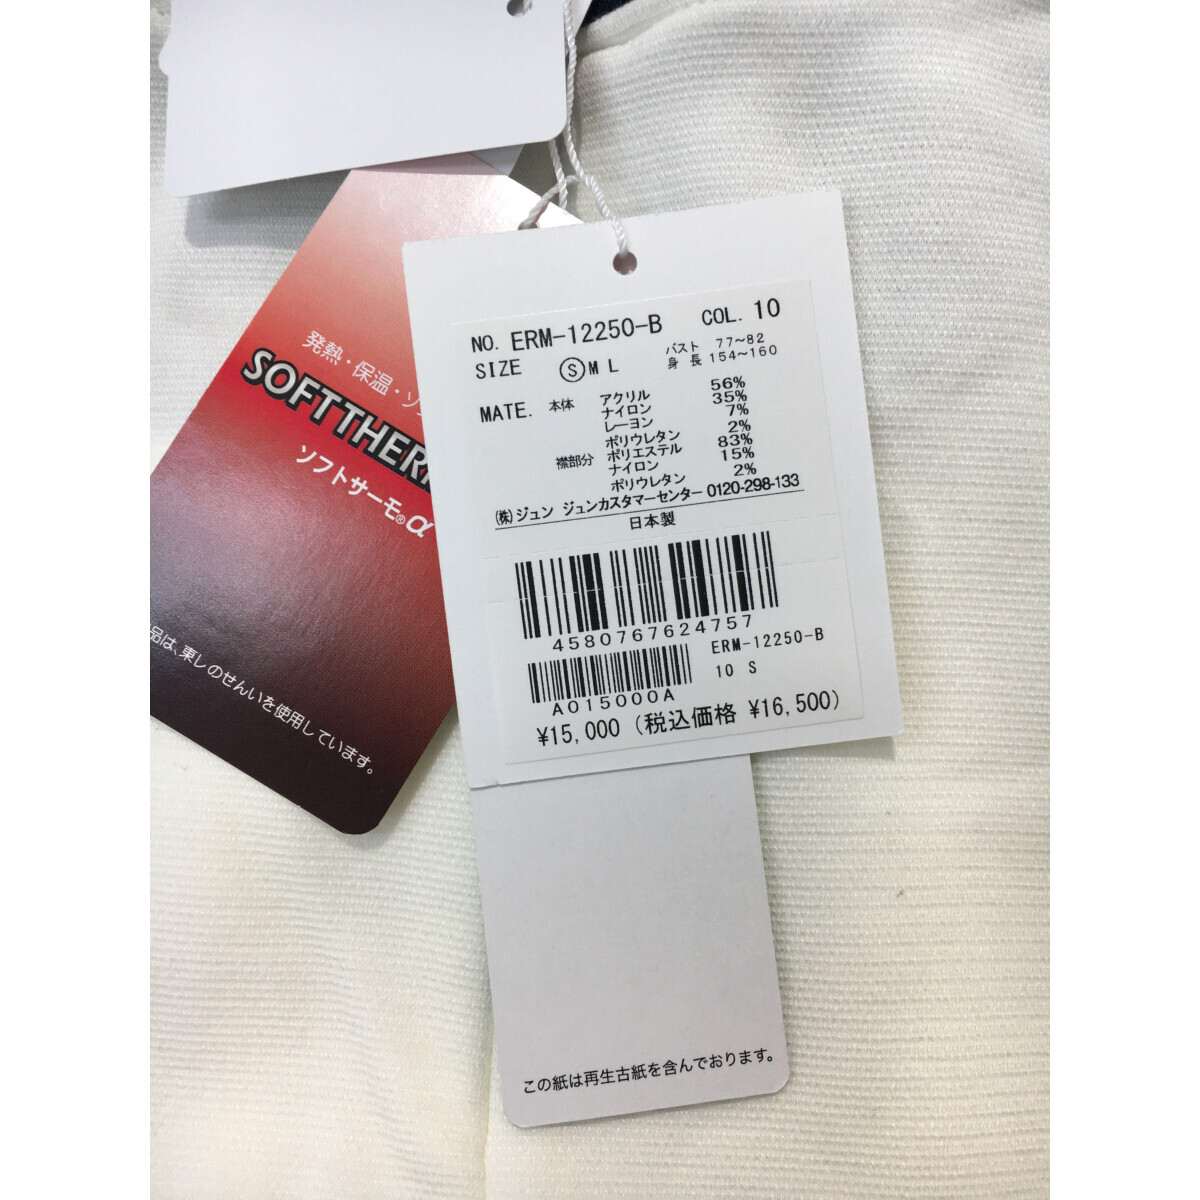 発熱・保温・ソ
SOFTTHER
ソフトサーモ®α
品は、東レのせんいを使用しています。
NO. ERM-12250-B COL. 10
SIZE Ⓢ M L バスト 77~82
身長 154~160
MATE. 本体 アクリル 56%
ナイロン 35%
レーヨン 7%
ポリウレタン 2%
襟部分 ポリエステル 83%
ナイロン 15%
ポリウレタン 2%
(株)ジュン ジュンカスタマーセンター 0120-298-133
日本製
4580767624757
ERM-12250-B
10 S
A015000A
¥15,000 (税込価格 ¥16,500)
この紙は再生古紙を含んでおります。